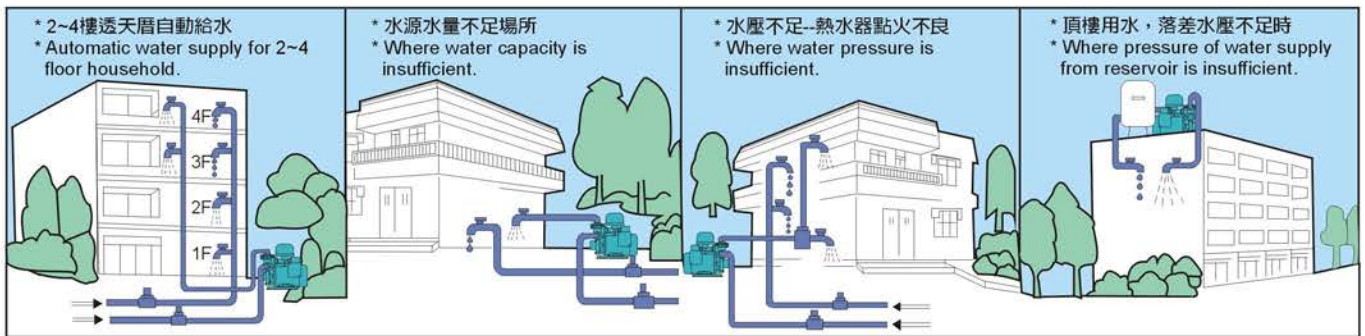 * 2~4樓透天厝自動給水
* Automatic water supply for 2~4
floor household.
4F
3F
2F
1F
* 水源水量不足場所
* Where water capacity is
insufficient.
* 水壓不足--熱水器點火不良
* Where water pressure is
insufficient.
* 頂樓用水，落差水壓不足時
* Where pressure of water supply
from reservoir is insufficient.